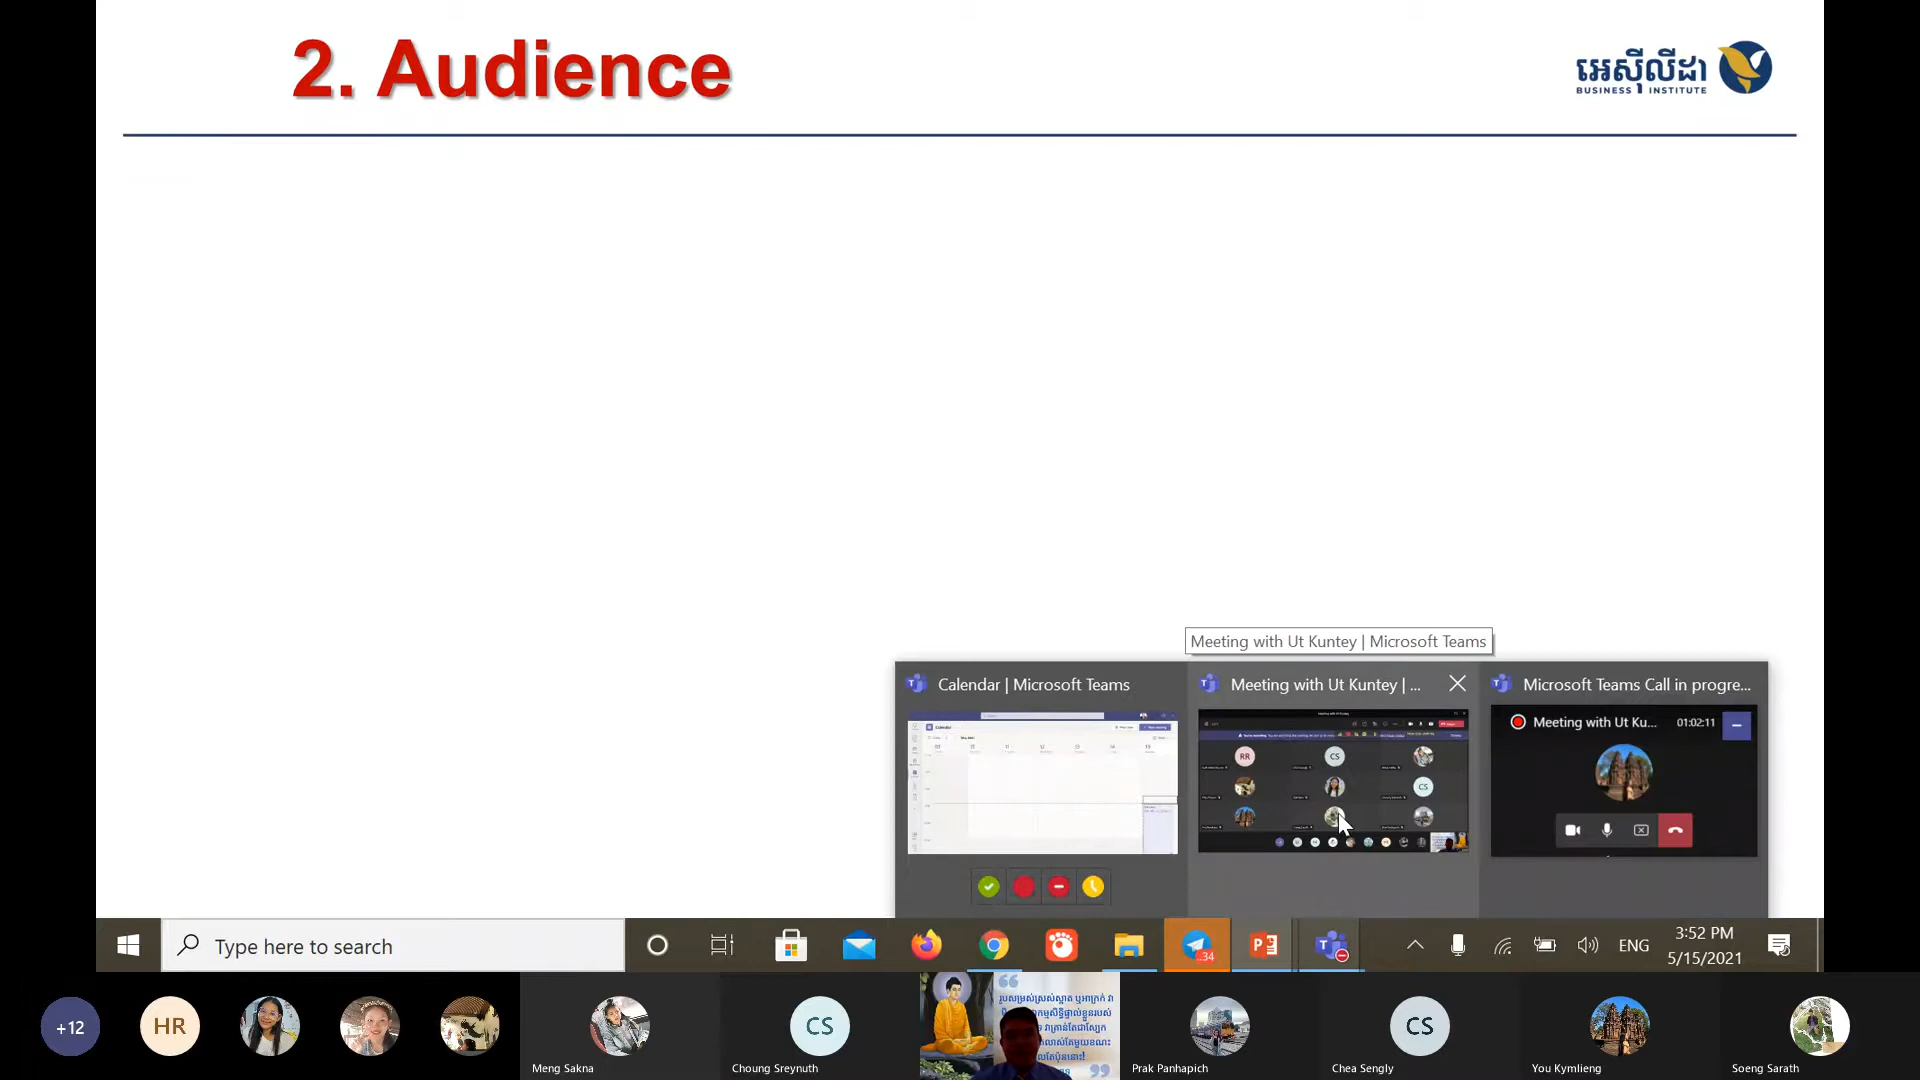 2. Audience
អេស៊ីលីដា
BUSINESS INSTITUTE
Meeting with Ut Kuntey | Microsoft Teams
Calendar | Microsoft Teams
Meeting with Ut Kuntey | ...
Microsoft Teams Call in progre...
Meeting with Ut Ku...
01:02:11
RR
CS
CS
Type here to search
34
ENG
3:52 PM
5/15/2021
+12
HR
Meng Sakna
CS
Choung Sreynuth
Prak Panhapich
CS
Chea Sengly
You Kymlieng
Soeng Sarath